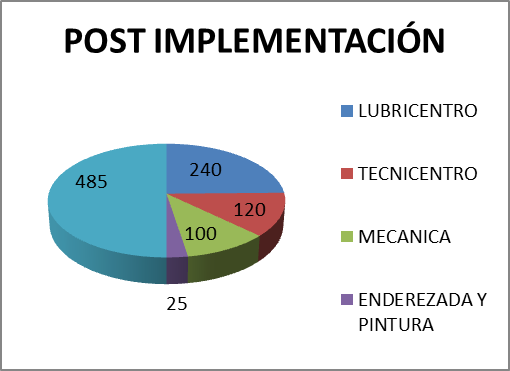 POST IMPLEMENTACIÓN
LUBRICENTRO
240
485
TECNICENTRO
120
100
MECANICA
25
ENDEREZADA Y
PINTURA